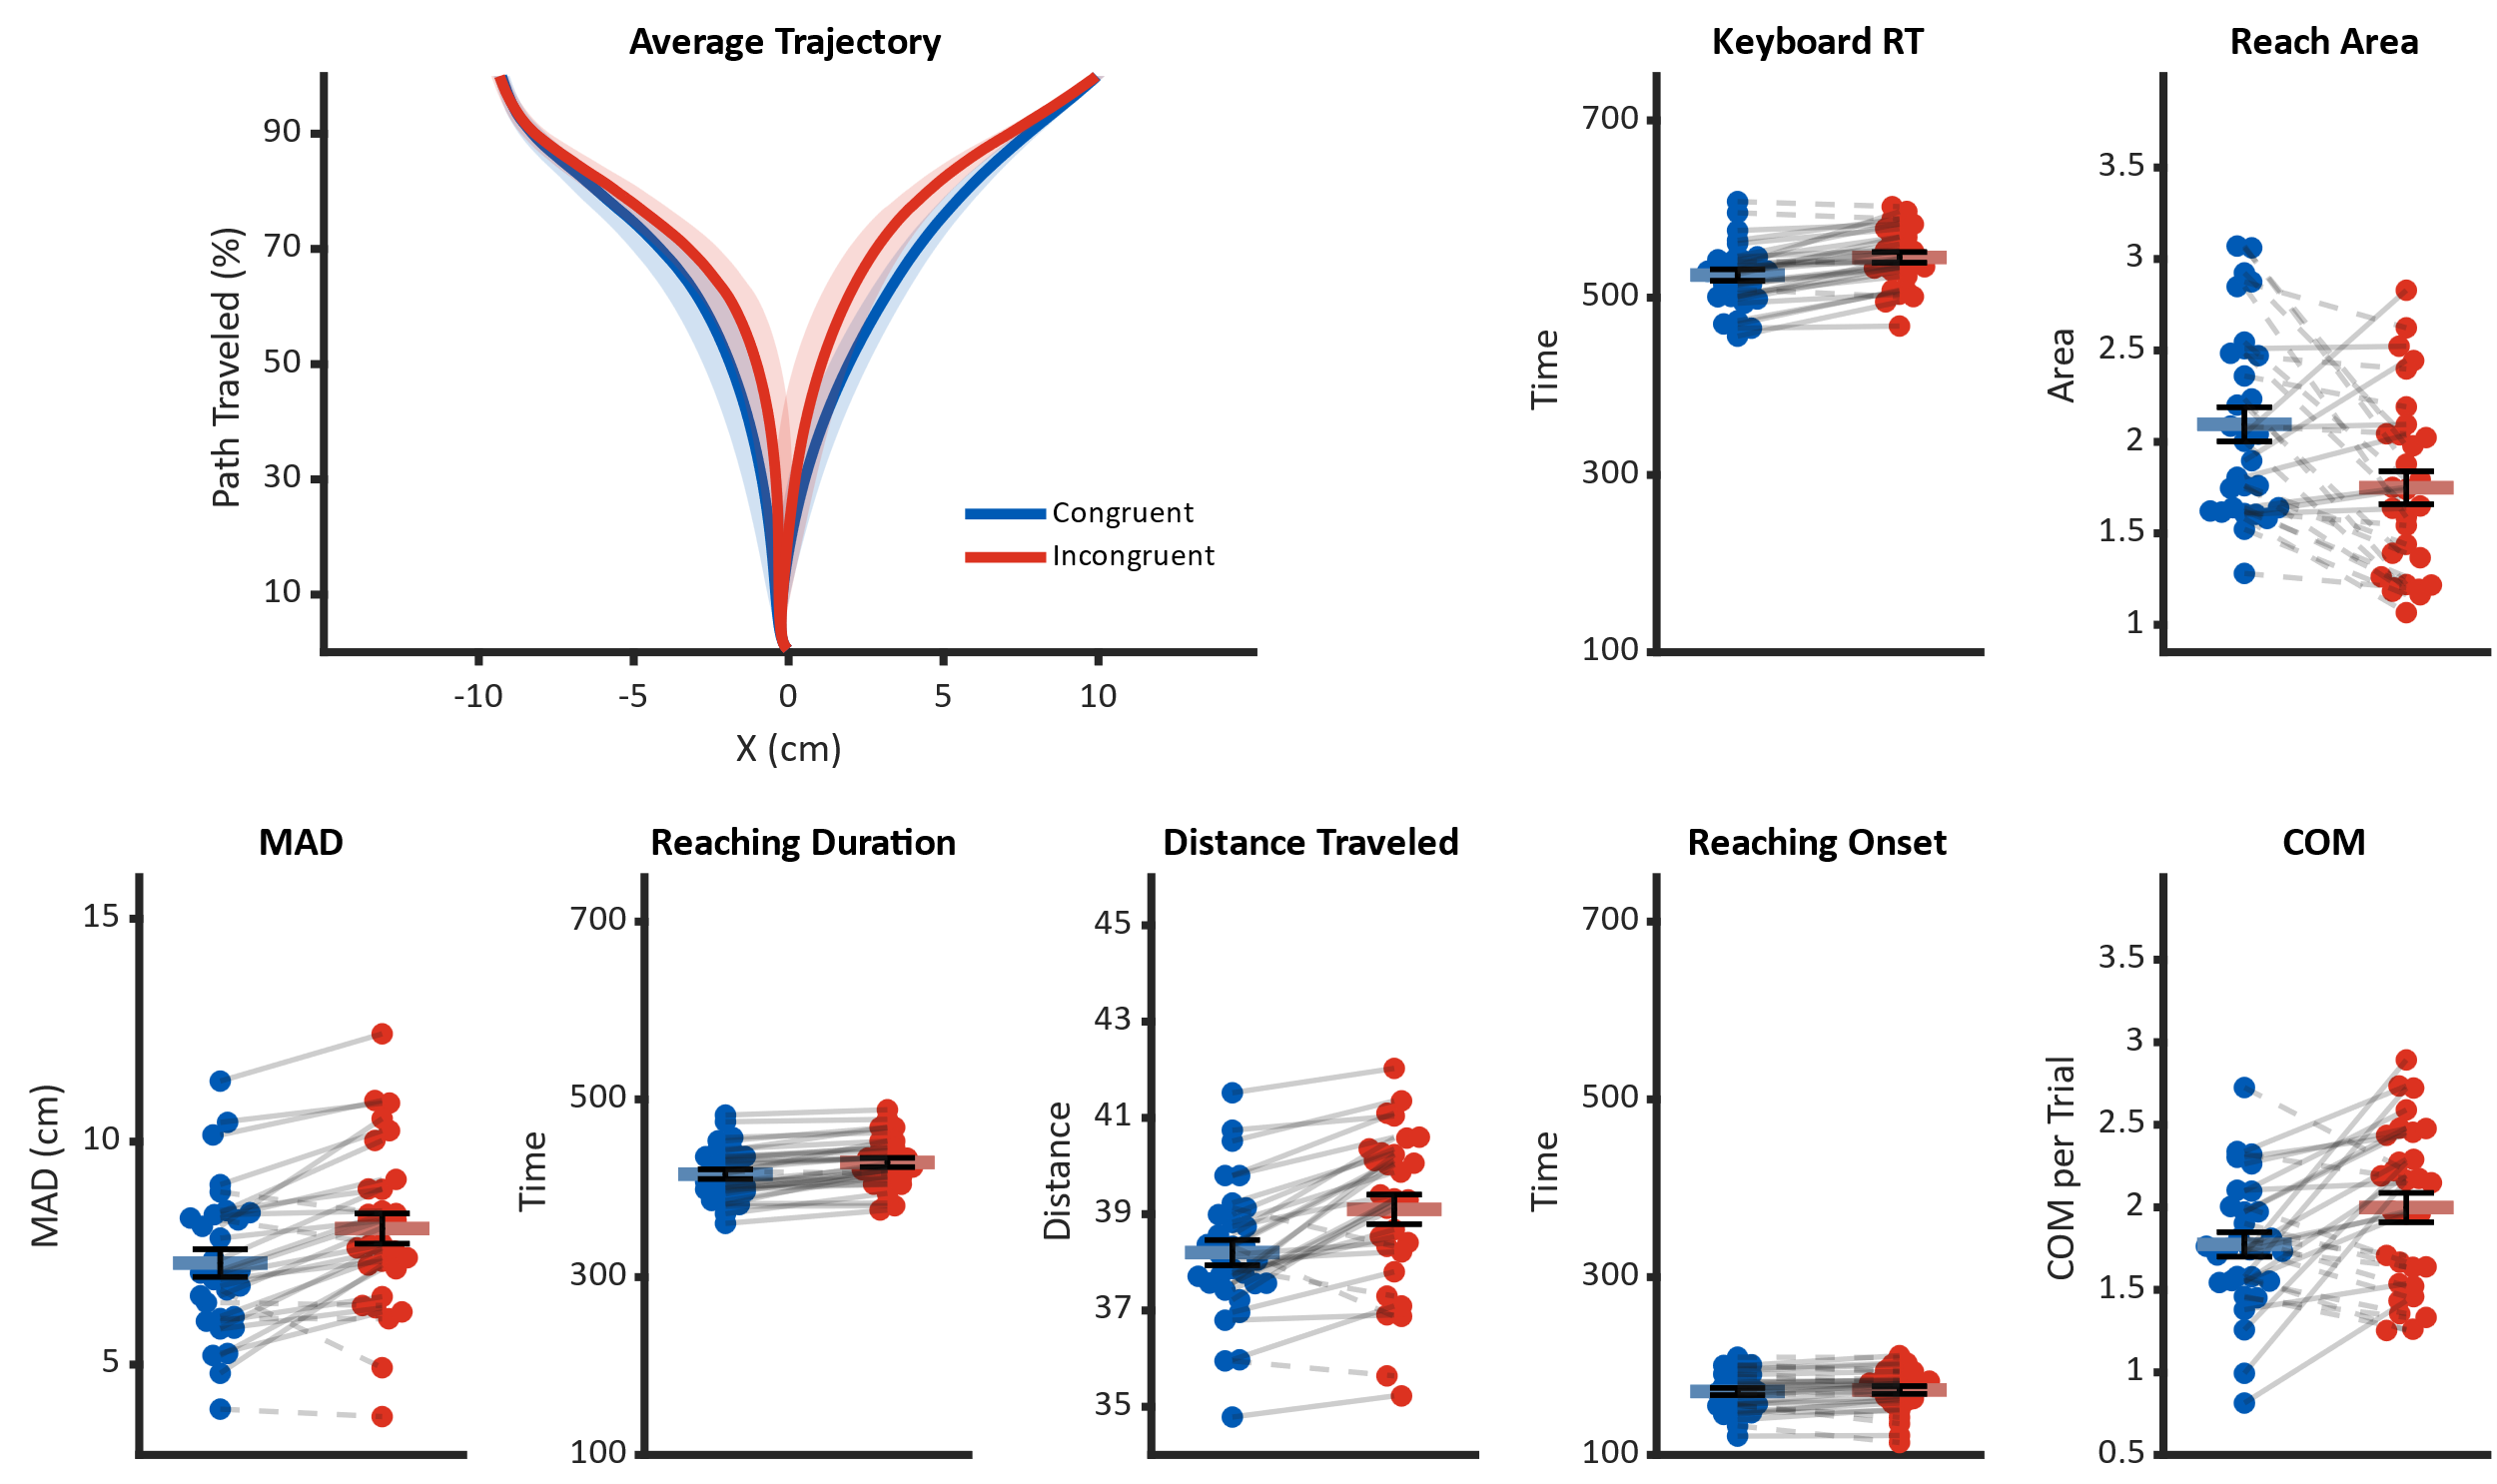 Average Trajectory
Path Traveled (%)
90
70
50
30
10
-10 -5 0 5 10
X (cm)
Congruent
Incongruent
Keyboard RT
Time
700
500
300
100
Reach Area
Area
3.5
3
2.5
2
1.5
1
MAD
MAD (cm)
15
10
5
Reaching Duration
Time
700
500
300
100
Distance Traveled
Distance
45
43
41
39
37
35
Reaching Onset
Time
700
500
300
100
COM
COM per Trial
3.5
3
2.5
2
1.5
1
0.5